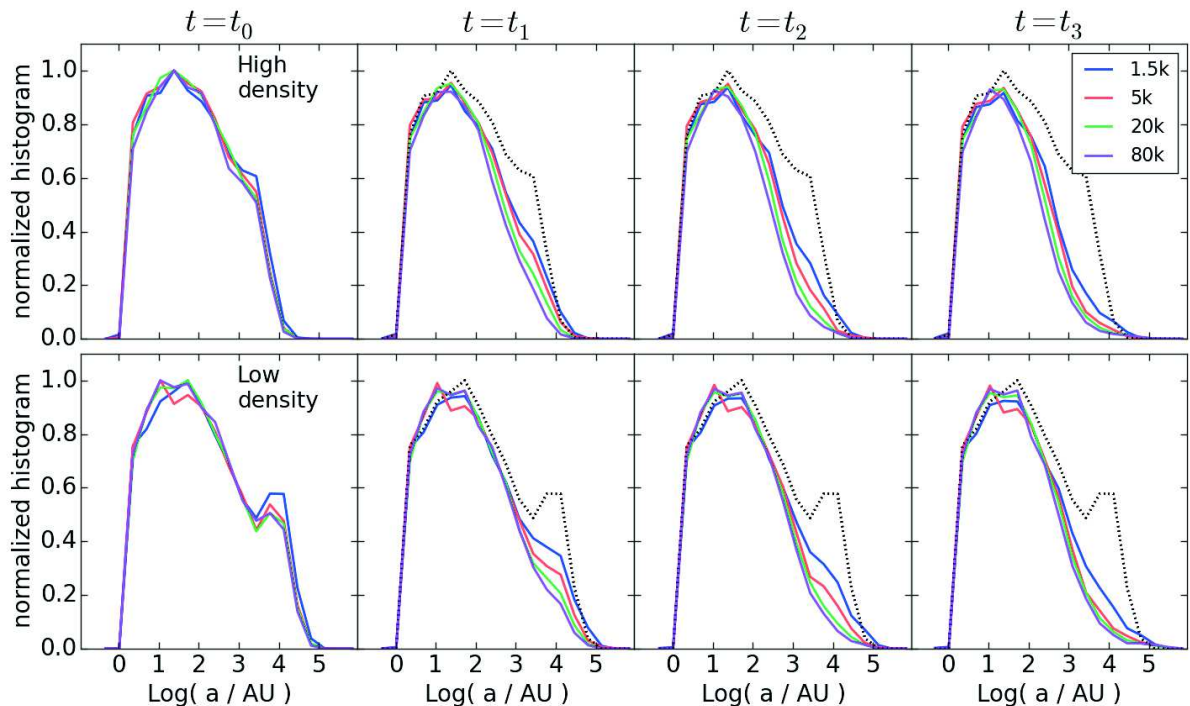 t=t₀ t=t₁ t=t₂ t=t₃
High
density
1.5k
5k
20k
80k
normalized histogram
1.0
0.8
0.6
0.4
0.2
0.0
Low
density
normalized histogram
1.0
0.8
0.6
0.4
0.2
0.0
0 1 2 3 4 5 0 1 2 3 4 5 0 1 2 3 4 5 0 1 2 3 4 5
Log( a / AU ) Log( a / AU ) Log( a / AU ) Log( a / AU )